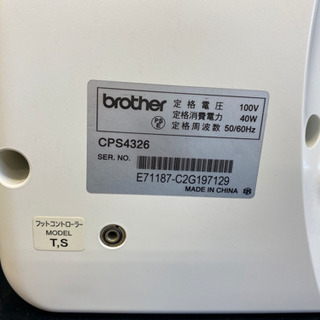 brother
定格電圧 100V
定格消費電力 40W
定格周波数 50/60Hz
PS
E
CPS4326
SER. NO.
E71187-C2G197129
MADE IN CHINA
フットコントローラー
MODEL
T,S